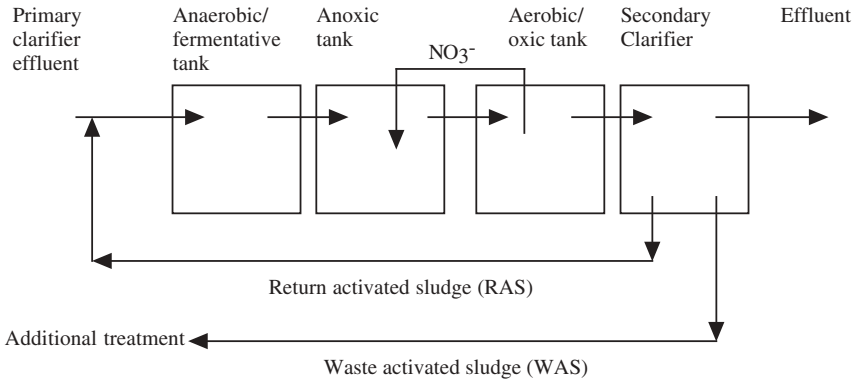 Primary
clarifier
effluent
Anaerobic/
fermentative
tank
Anoxic
tank
NO3-
Aerobic/
oxic tank
Secondary
Clarifier
Effluent
Return activated sludge (RAS)
Additional treatment
Waste activated sludge (WAS)